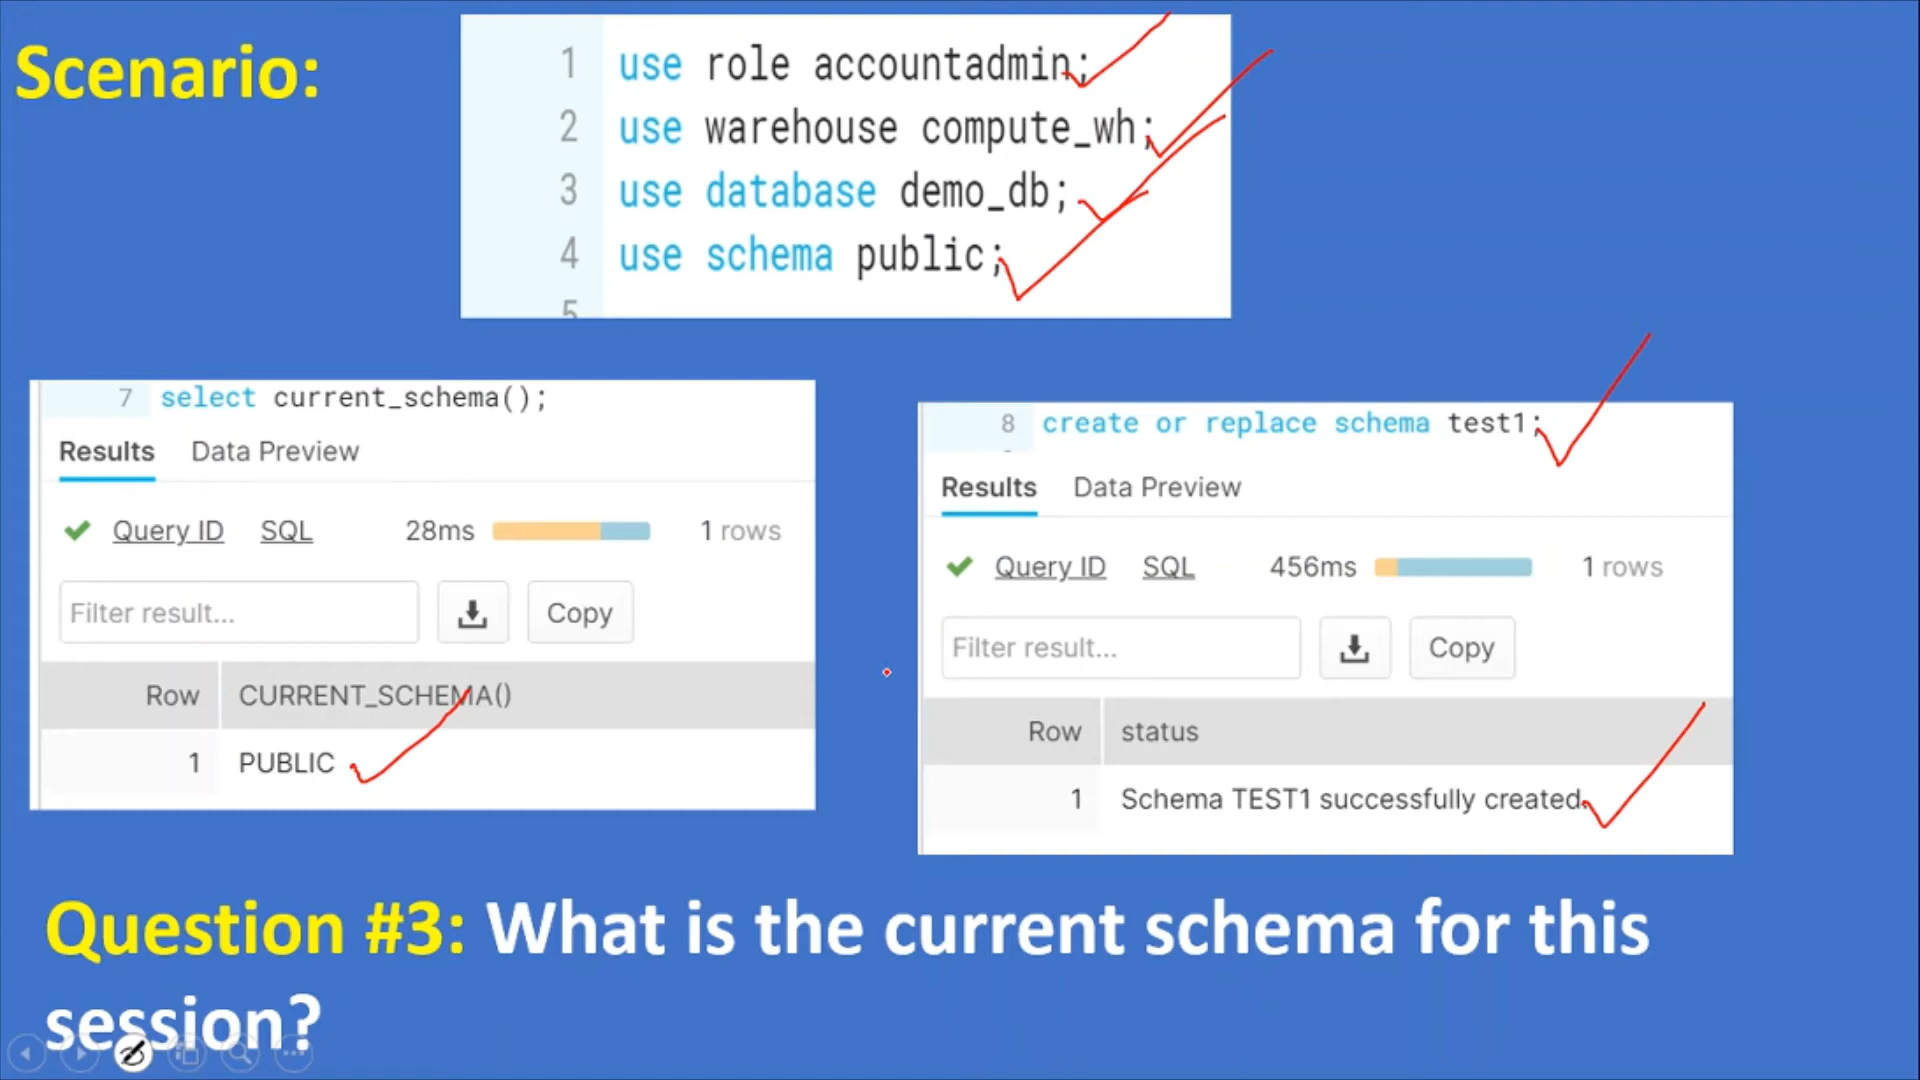 Scenario:
1 use role accountadmin;
2 use warehouse compute_wh;
3 use database demo_db;
4 use schema public;
5
7 select current_schema();
Results Data Preview
Query ID SQL 28ms 1 rows
Filter result... Copy
Row CURRENT_SCHEMA()
1 PUBLIC
8 create or replace schema test1;
Results Data Preview
Query ID SQL 456ms 1 rows
Filter result... Copy
Row status
1 Schema TEST1 successfully created.
Question #3: What is the current schema for this
session?